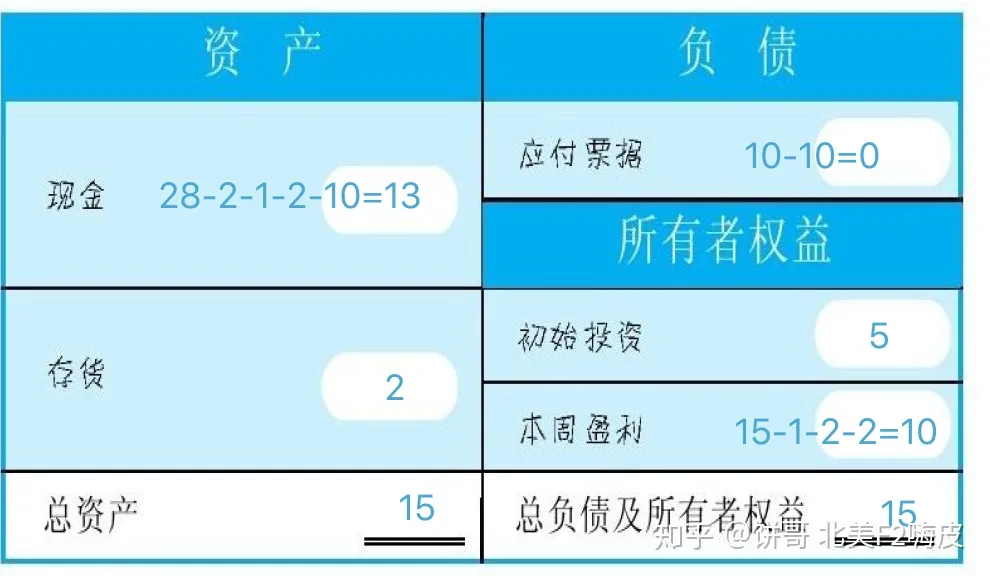 资 产
负 债
现金 28-2-1-2-10=13
应付票据 10-10=0
所有者权益
存货 2
初始投资 5
本周盈利 15-1-2-2=10
总资产 15
总负债及所有者权益 15
知乎 @饼哥 北美F2嗨皮